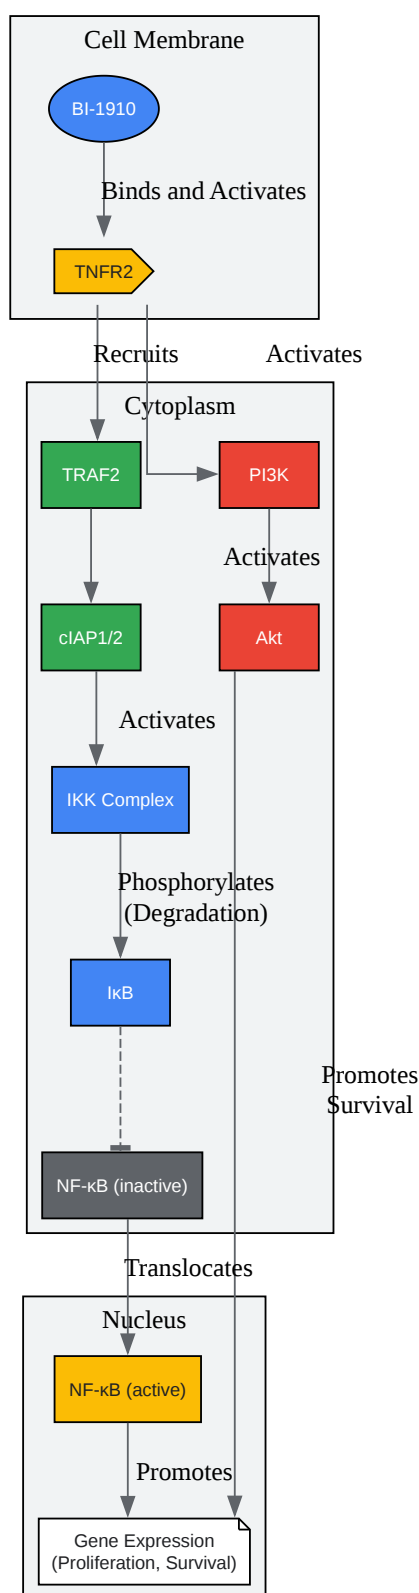 Cell Membrane
BI-1910
Binds and Activates
TNFR2
Recruits
Activates
Cytoplasm
TRAF2
PI3K
Activates
cIAP1/2
Akt
Activates
IKK Complex
Phosphorylates
(Degradation)
IκB
Promotes
Survival
NF-κB (inactive)
Translocates
Nucleus
NF-κB (active)
Promotes
Gene Expression
(Proliferation, Survival)